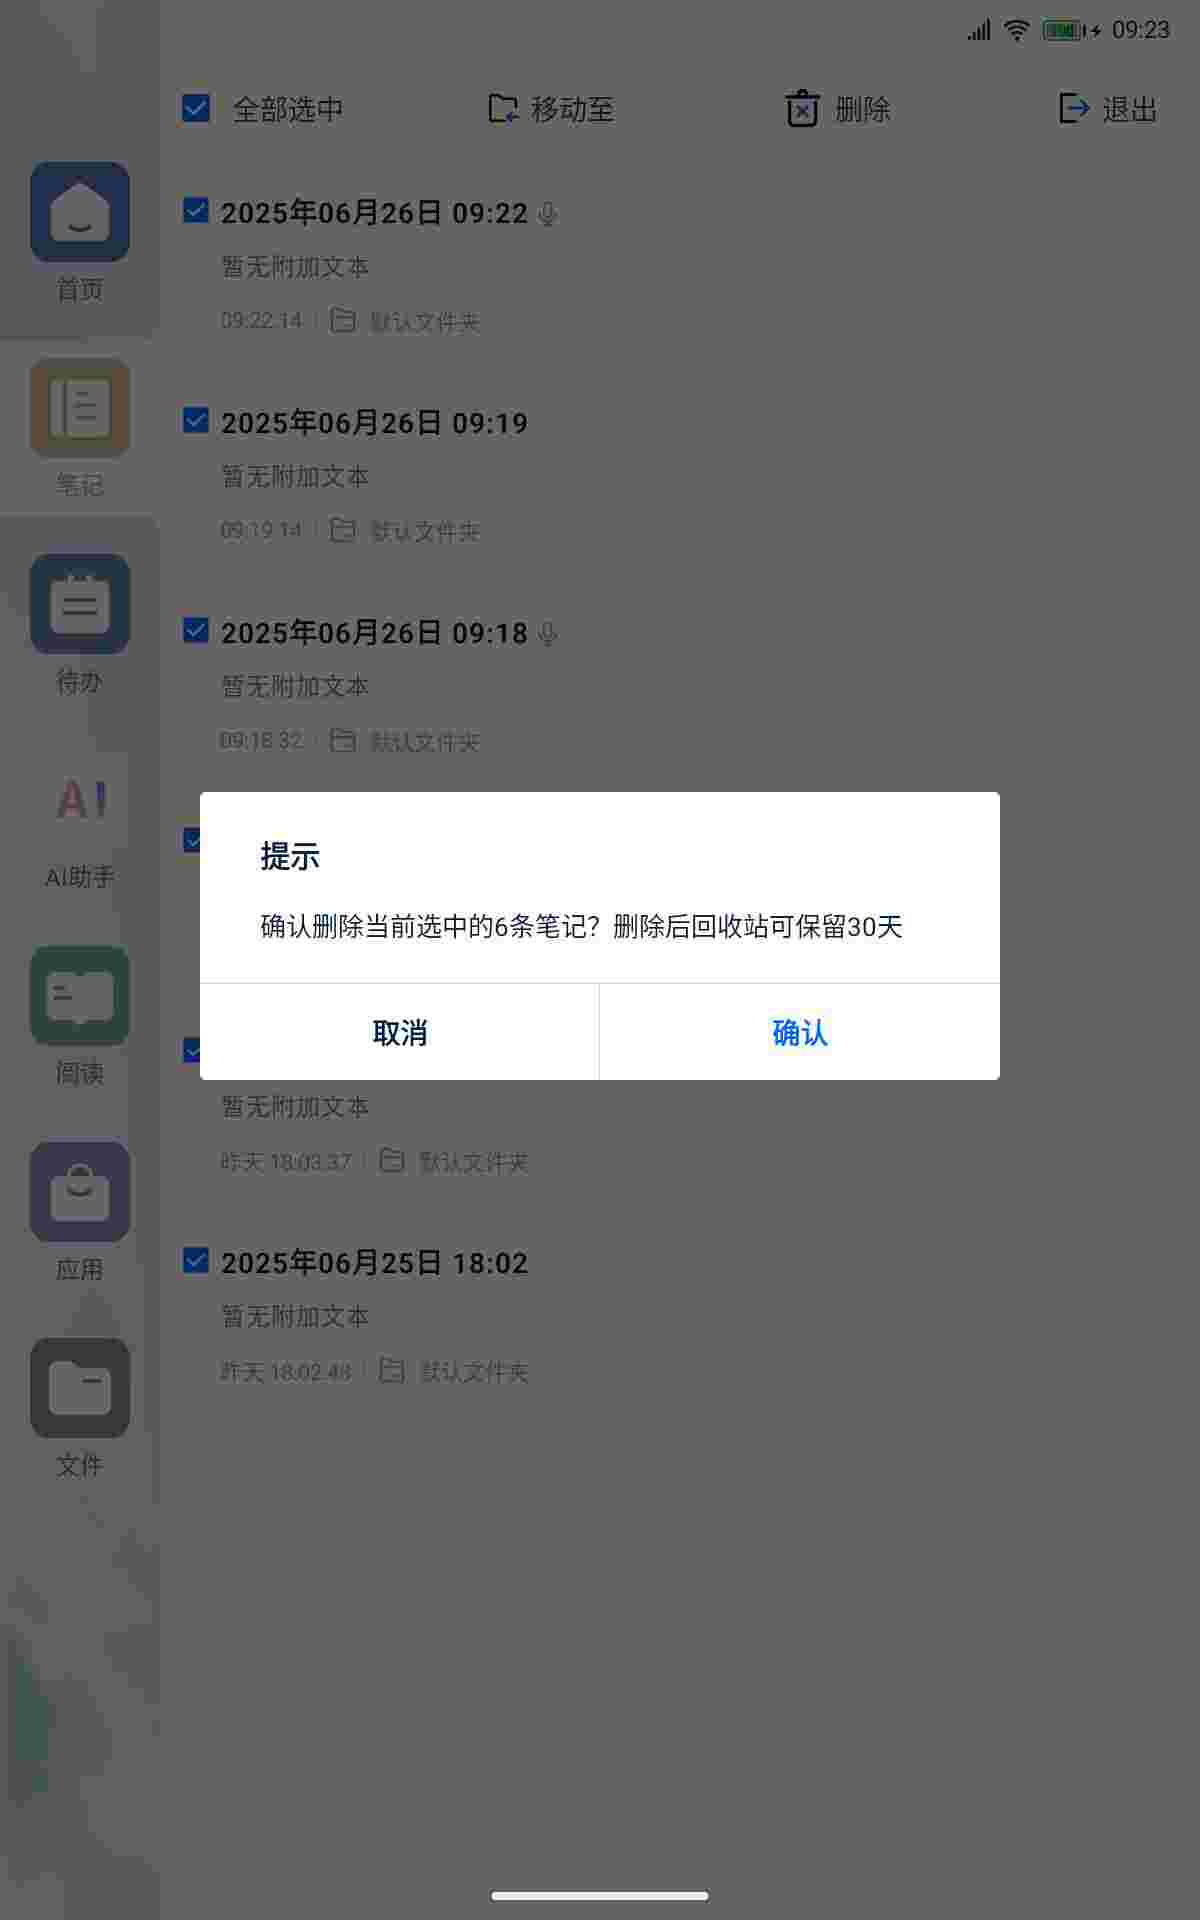 09:23
全部选中 移动至 删除 退出
首页
笔记
待办
AI
AI助手
阅读
应用
文件
2025年06月26日 09:22
暂无附加文本
09:22:14 默认文件夹
2025年06月26日 09:19
暂无附加文本
09:19:14 默认文件夹
2025年06月26日 09:18
暂无附加文本
09:18:32 默认文件夹
提示
确认删除当前选中的6条笔记？删除后回收站可保留30天
取消 确认
暂无附加文本
昨天 18:03:37 默认文件夹
2025年06月25日 18:02
暂无附加文本
昨天 18:02:48 默认文件夹